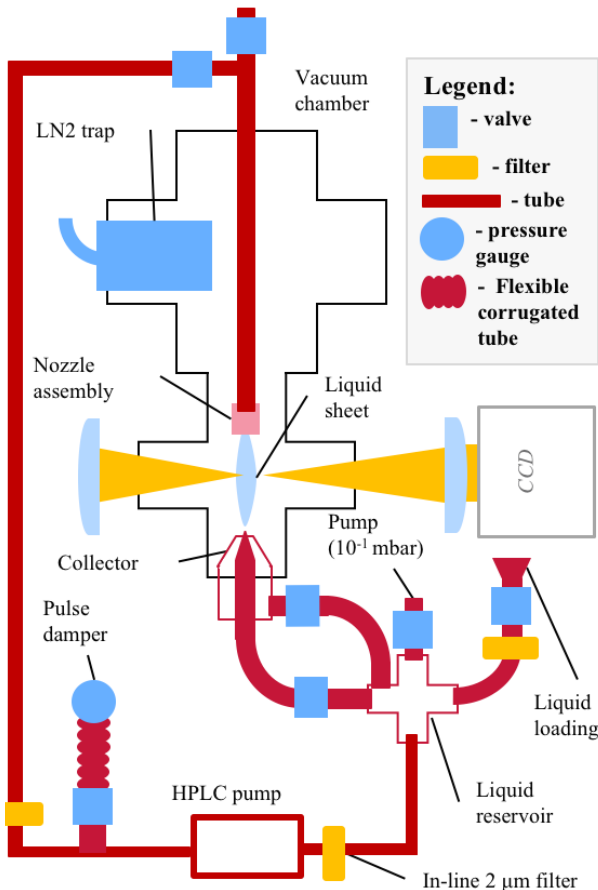 Vacuum
chamber
LN2 trap
Legend:
- valve
- filter
- tube
- pressure
gauge
- Flexible
corrugated
tube
Nozzle
assembly
Liquid
sheet
CCD
Pump
(10⁻¹ mbar)
Collector
Pulse
damper
Liquid
loading
HPLC pump
Liquid
reservoir
In-line 2 µm filter